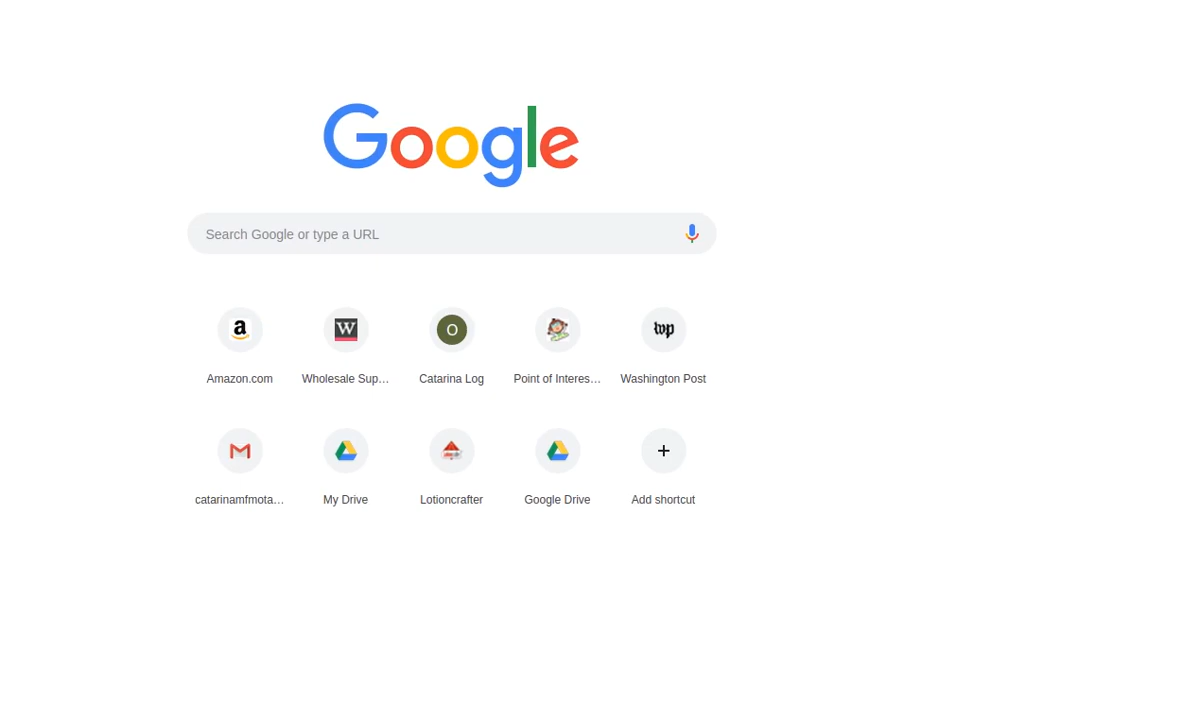 Google
Search Google or type a URL
a
W
O
wp
Amazon.com
Wholesale Sup…
Catarina Log
Point of Interes…
Washington Post
catarinamfmota…
My Drive
Lotioncrafter
Google Drive
Add shortcut